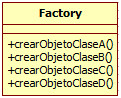 Factory
+crearObjetoClaseA()
+crearObjetoClaseB()
+crearObjetoClaseC()
+crearObjetoClaseD()